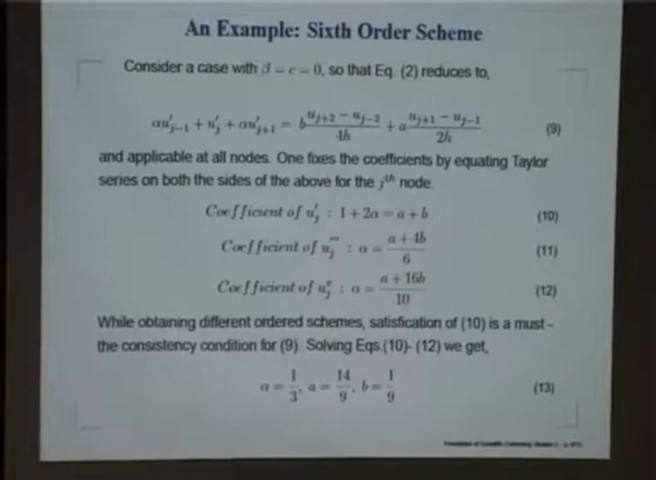 An Example: Sixth Order Scheme
Consider a case with β = c = 0, so that Eq. (2) reduces to,
αu′_{j−1} + u′_j + αu′_{j+1} = b (u_{j+2} − u_{j−2})/4h + a (u_{j+1} − u_{j−1})/2h (9)
and applicable at all nodes. One fixes the coefficients by equating Taylor
series on both the sides of the above for the j^{th} node.
Coefficient of u′_j : 1 + 2α = a + b (10)
Coefficient of u‴_j : α = (a + 4b)/6 (11)
Coefficient of u^v_j : α = (a + 16b)/10 (12)
While obtaining different ordered schemes, satisfaction of (10) is a must –
the consistency condition for (9). Solving Eqs.(10)- (12) we get,
α = 1/3, a = 14/9, b = 1/9 (13)